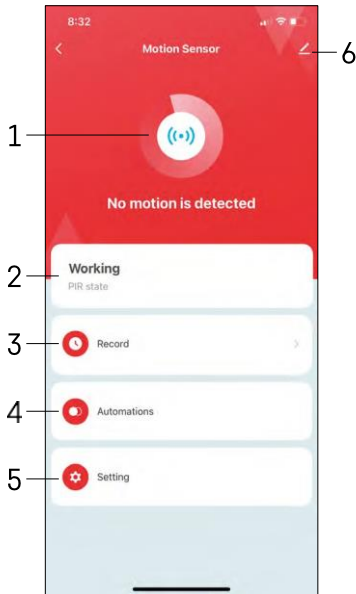 8:32
Motion Sensor
6
1
No motion is detected
2
Working
PIR state
3
Record
4
Automations
5
Setting